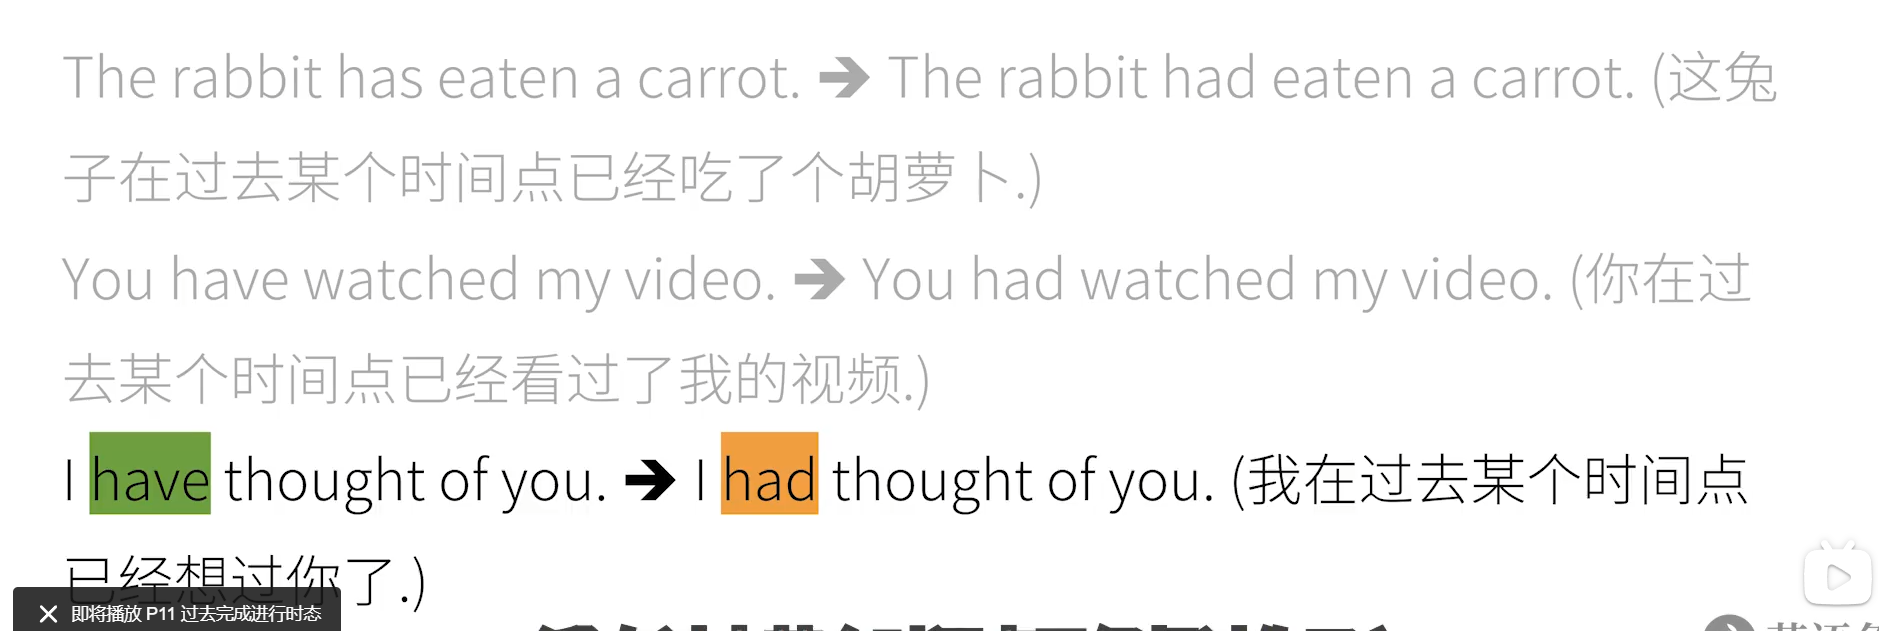 The rabbit has eaten a carrot. ➔ The rabbit had eaten a carrot. (这兔
子在过去某个时间点已经吃了个胡萝卜.)
You have watched my video. ➔ You had watched my video. (你在过
去某个时间点已经看过了我的视频.)
I have thought of you. ➔ I had thought of you. (我在过去某个时间点
已经想过你了.)
即将播放 P11 过去完成进行时态